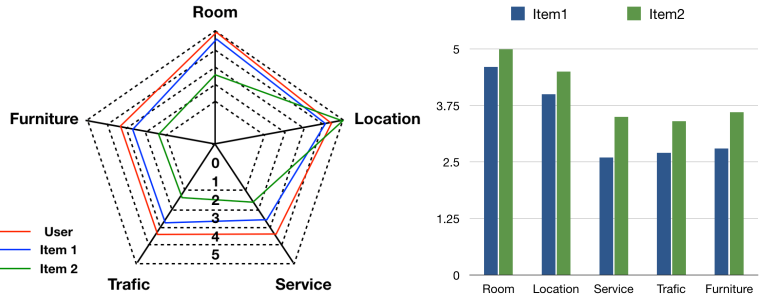 Room
Furniture
Location
0
1
2
3
4
5
User
Item 1
Item 2
Trafic
Service
Item1 Item2
5
3.75
2.5
1.25
0
Room Location Service Trafic Furniture